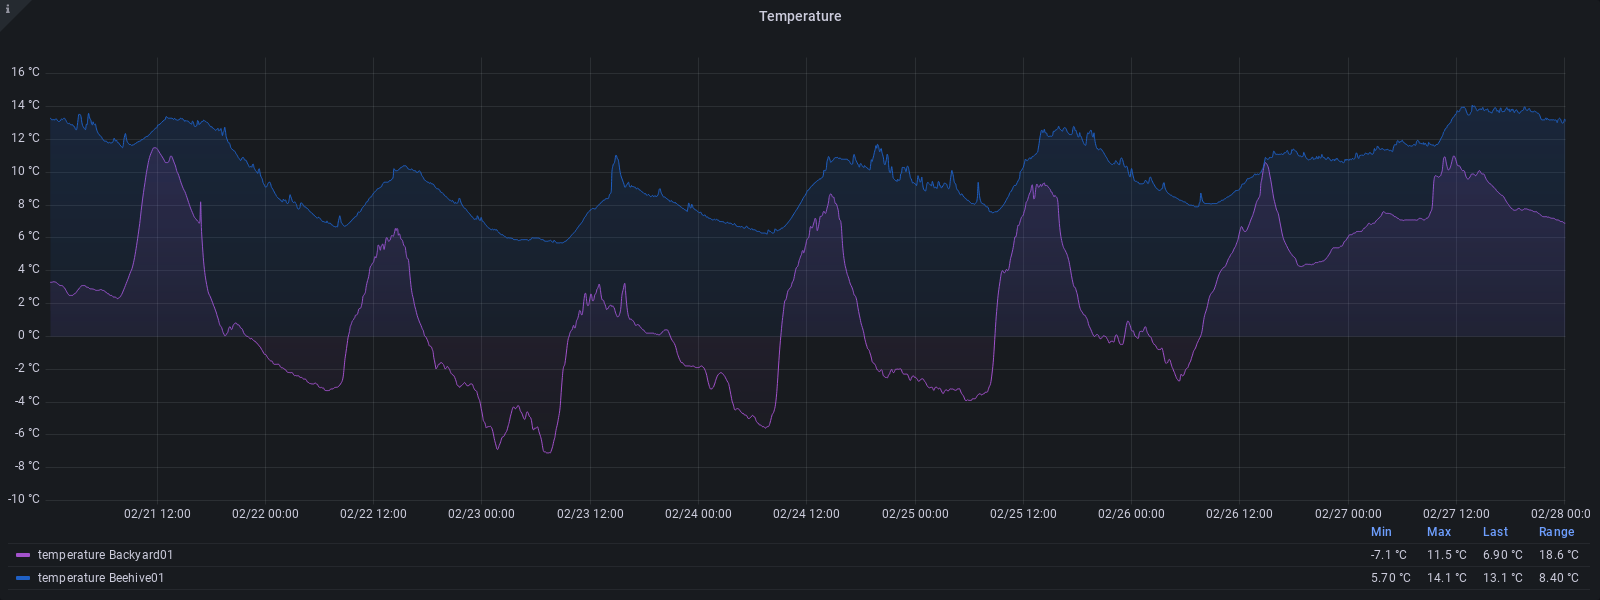 i
Temperature
16 °C
14 °C
12 °C
10 °C
8 °C
6 °C
4 °C
2 °C
0 °C
-2 °C
-4 °C
-6 °C
-8 °C
-10 °C
02/21 12:00 02/22 00:00 02/22 12:00 02/23 00:00 02/23 12:00 02/24 00:00 02/24 12:00 02/25 00:00 02/25 12:00 02/26 00:00 02/26 12:00 02/27 00:00 02/27 12:00 02/28 00:0
Min Max Last Range
temperature Backyard01 -7.1 °C 11.5 °C 6.90 °C 18.6 °C
temperature Beehive01 5.70 °C 14.1 °C 13.1 °C 8.40 °C